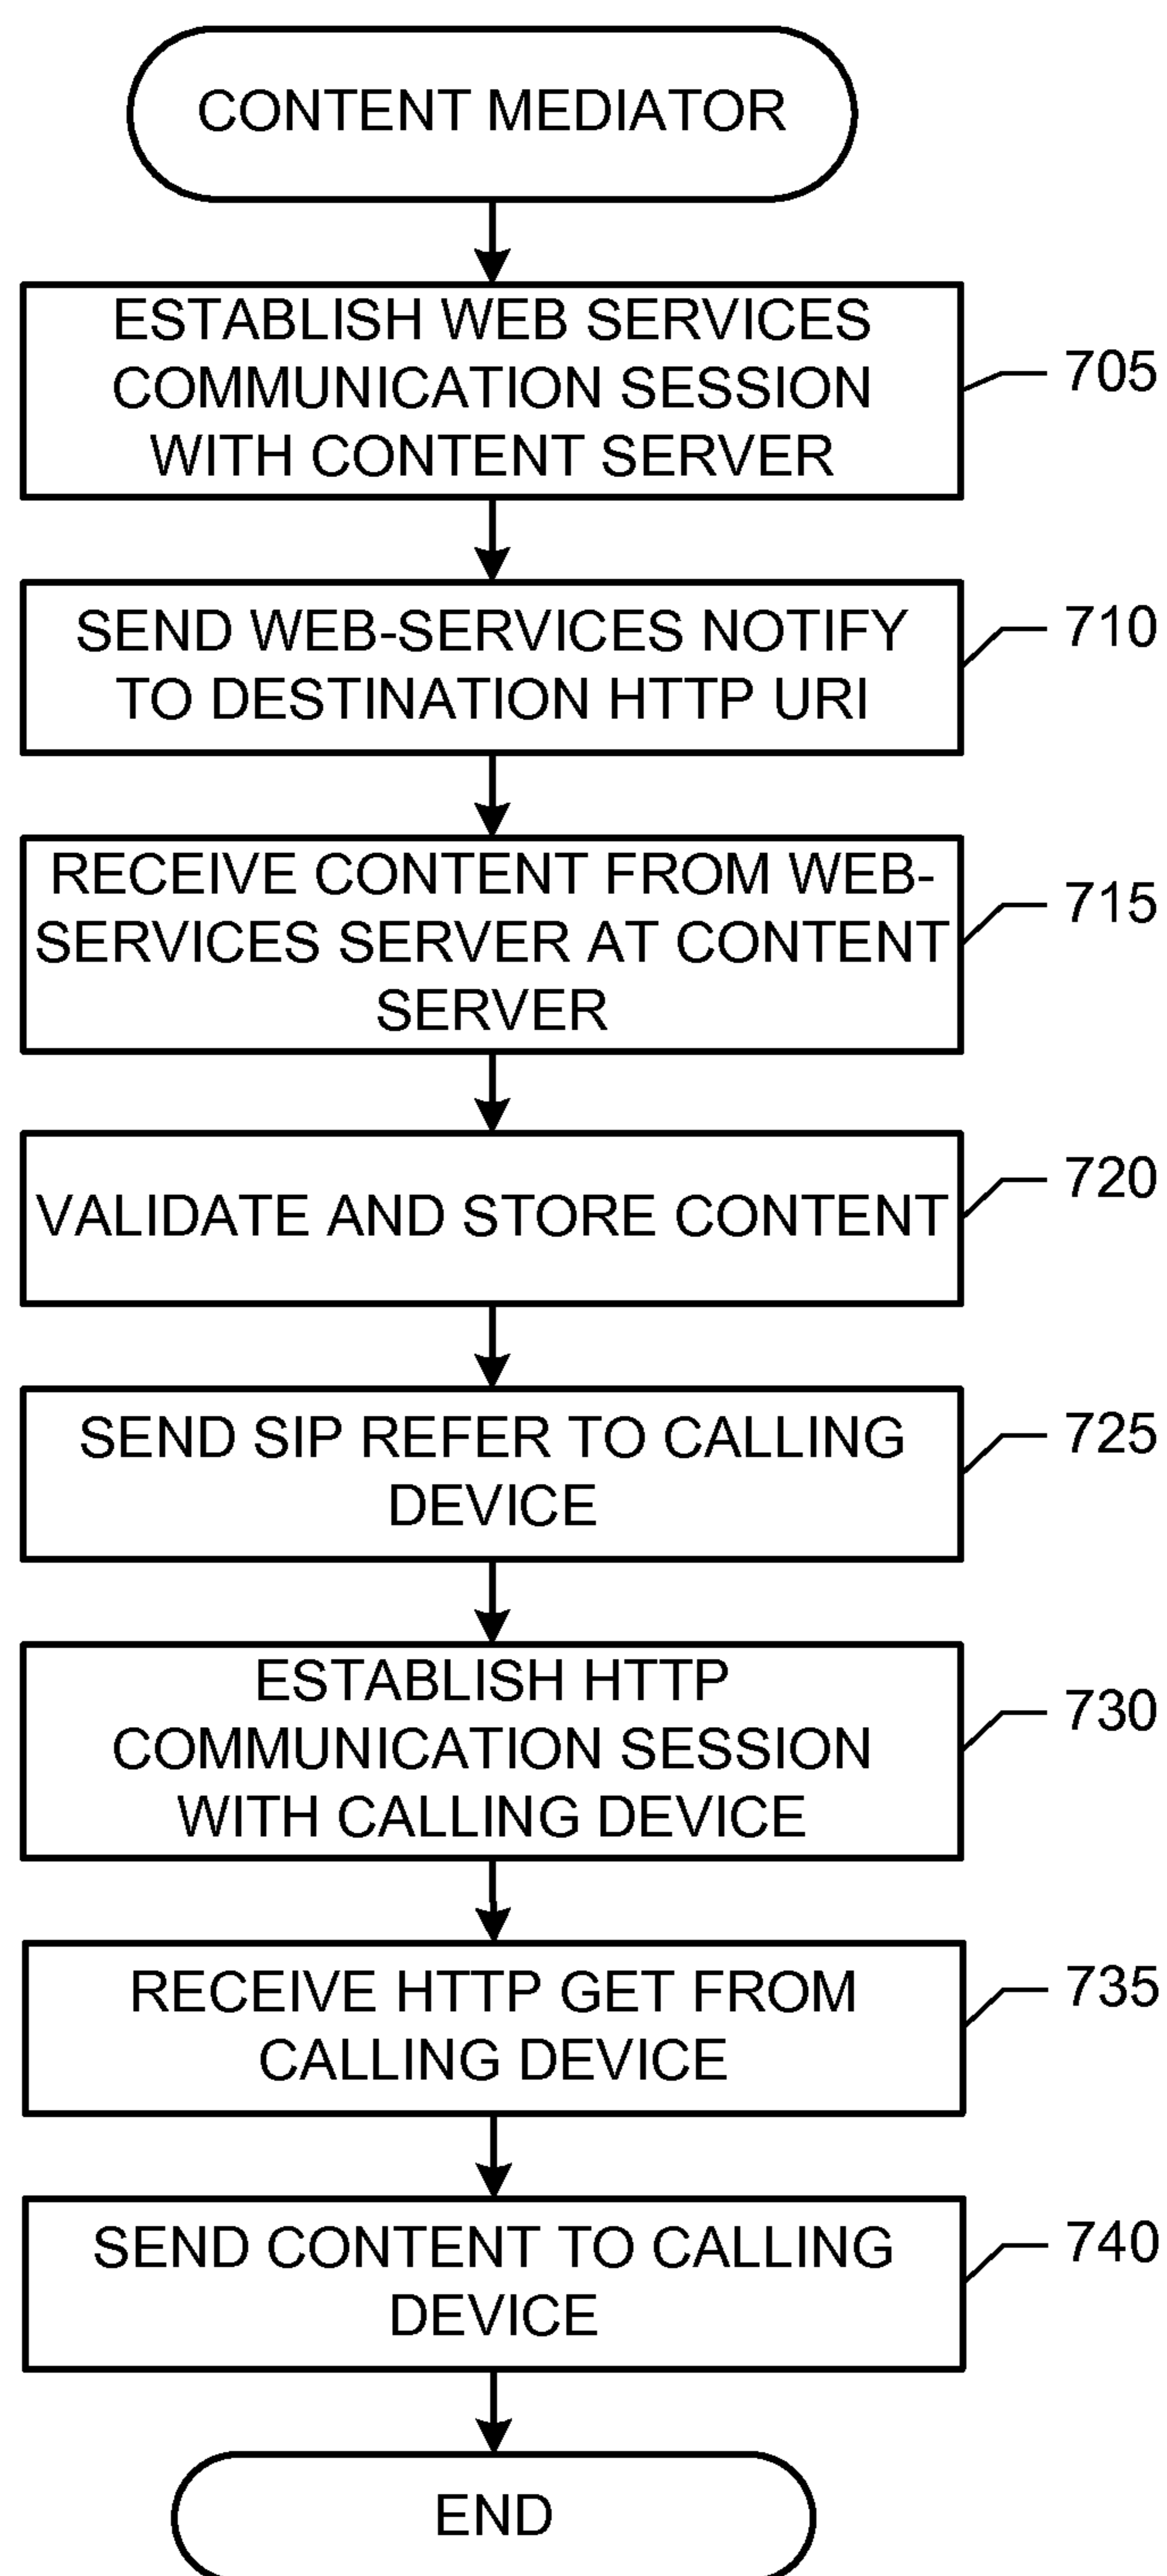 CONTENT MEDIATOR
ESTABLISH WEB SERVICES
COMMUNICATION SESSION
WITH CONTENT SERVER
705
SEND WEB-SERVICES NOTIFY
TO DESTINATION HTTP URI
710
RECEIVE CONTENT FROM WEB-
SERVICES SERVER AT CONTENT
SERVER
715
VALIDATE AND STORE CONTENT
720
SEND SIP REFER TO CALLING
DEVICE
725
ESTABLISH HTTP
COMMUNICATION SESSION
WITH CALLING DEVICE
730
RECEIVE HTTP GET FROM
CALLING DEVICE
735
SEND CONTENT TO CALLING
DEVICE
740
END